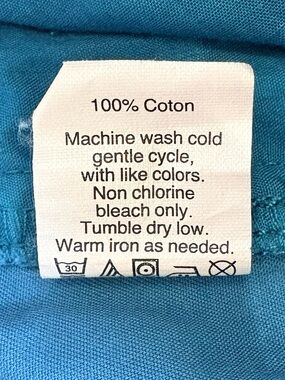 100% Coton
Machine wash cold
gentle cycle,
with like colors.
Non chlorine
bleach only.
Tumble dry low.
Warm iron as needed.
30